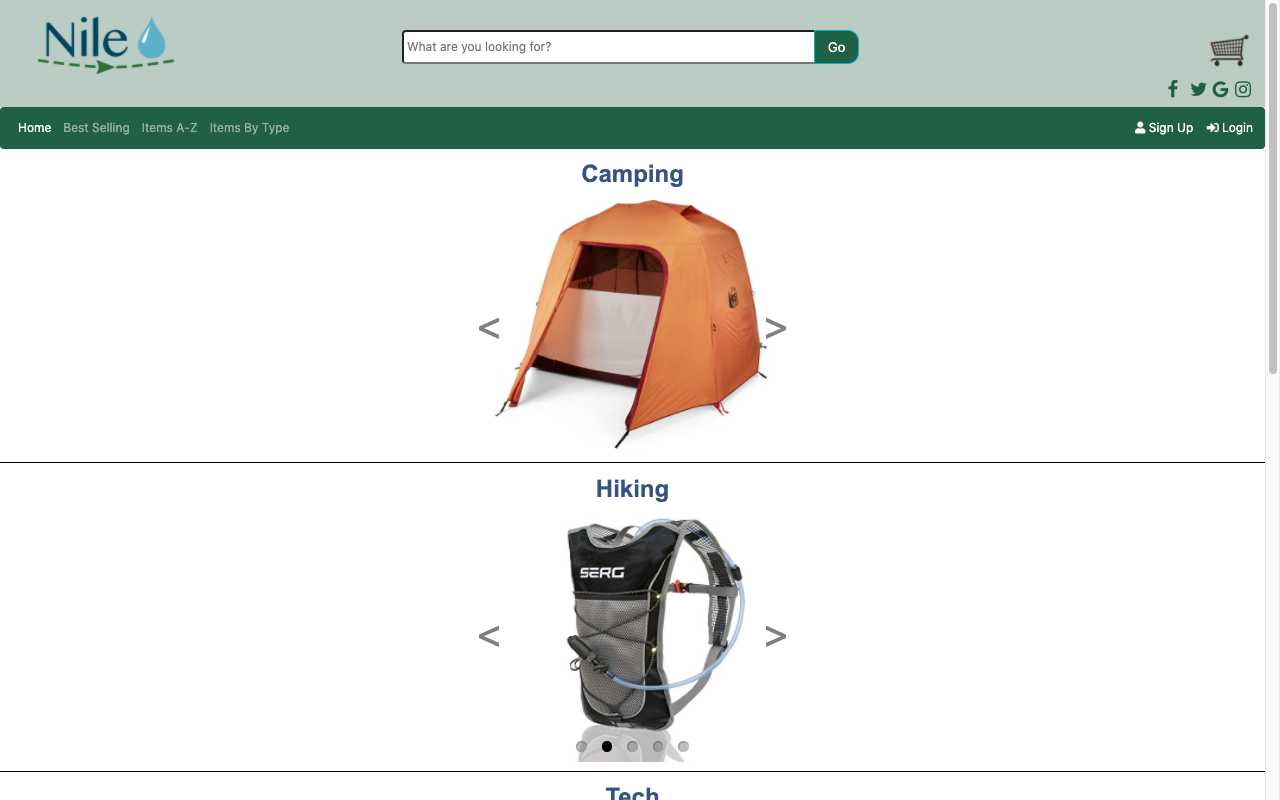 Nile
What are you looking for?
Go
Home Best Selling Items A-Z Items By Type
Sign Up Login
Camping
< >
Hiking
SERG
< >
Tech